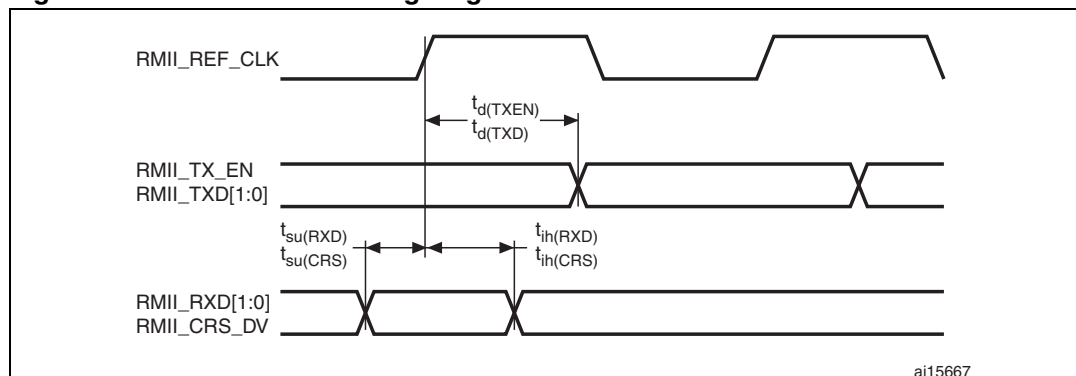 RMII_REF_CLK
td(TXEN)
td(TXD)
RMII_TX_EN
RMII_TXD[1:0]
tsu(RXD)
tsu(CRS)
tih(RXD)
tih(CRS)
RMII_RXD[1:0]
RMII_CRS_DV
ai15667